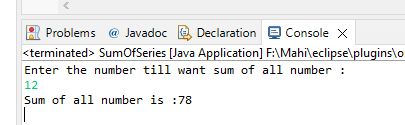 Problems Javadoc Declaration Console
<terminated> SumOfSeries [Java Application] F:\Mahi\eclipse\plugins\o
Enter the number till want sum of all number :
12
Sum of all number is :78